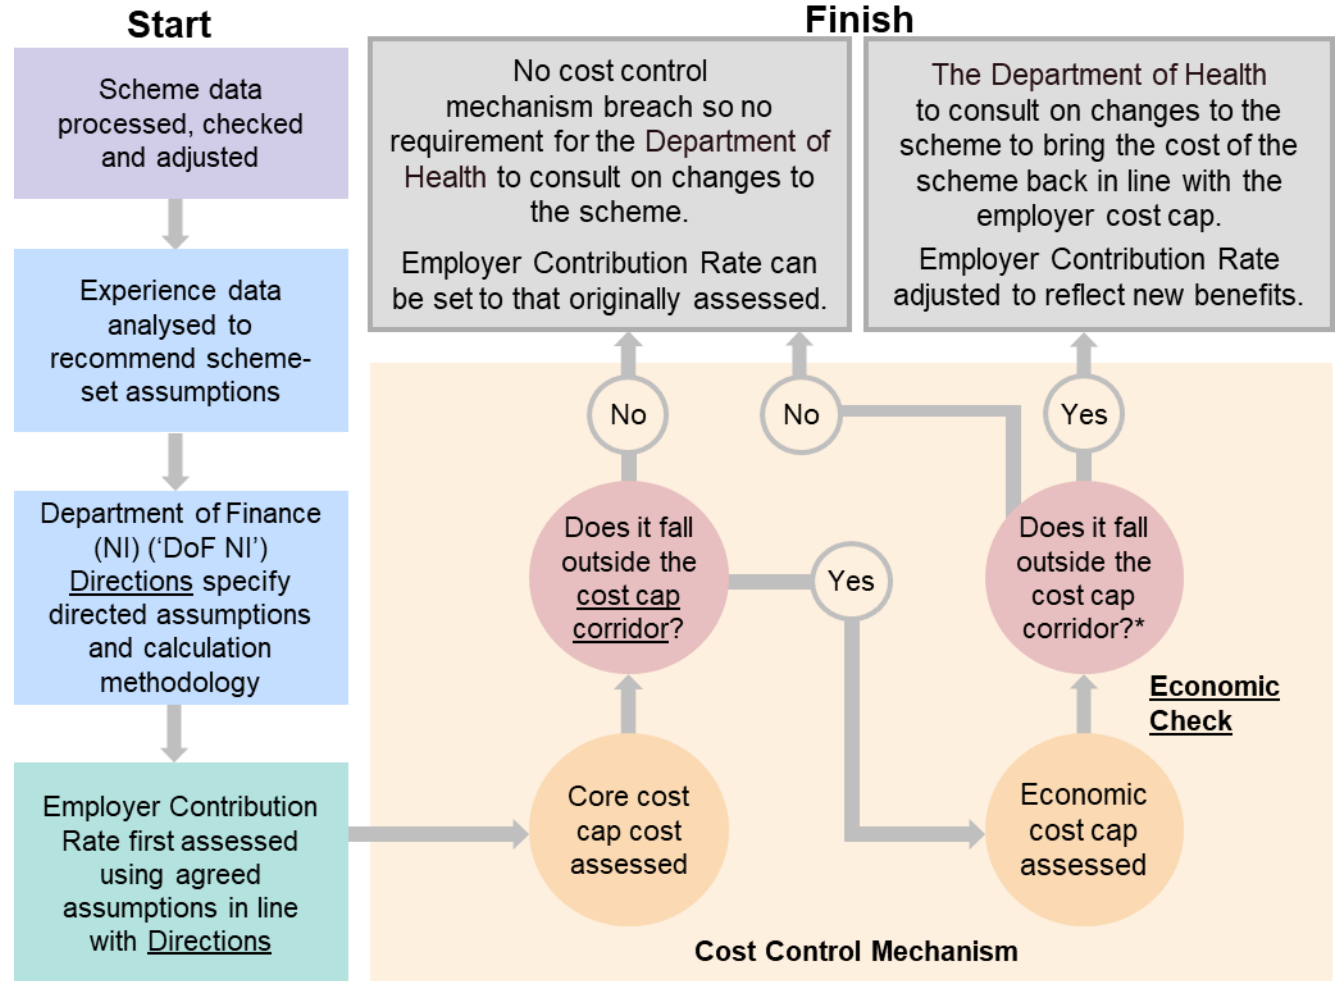 Start
Scheme data
processed, checked
and adjusted
Experience data
analysed to
recommend scheme-
set assumptions
Department of Finance
(NI) (‘DoF NI’)
Directions specify
directed assumptions
and calculation
methodology
Employer Contribution
Rate first assessed
using agreed
assumptions in line
with Directions
Finish
No cost control
mechanism breach so no
requirement for the Department of
Health to consult on changes to
the scheme.
Employer Contribution Rate can
be set to that originally assessed.
The Department of Health
to consult on changes to the
scheme to bring the cost of the
scheme back in line with the
employer cost cap.
Employer Contribution Rate
adjusted to reflect new benefits.
No
No
Yes
Does it fall
outside the
cost cap
corridor?
Yes
Does it fall
outside the
cost cap
corridor?*
Economic
Check
Core cost
cap cost
assessed
Economic
cost cap
assessed
Cost Control Mechanism